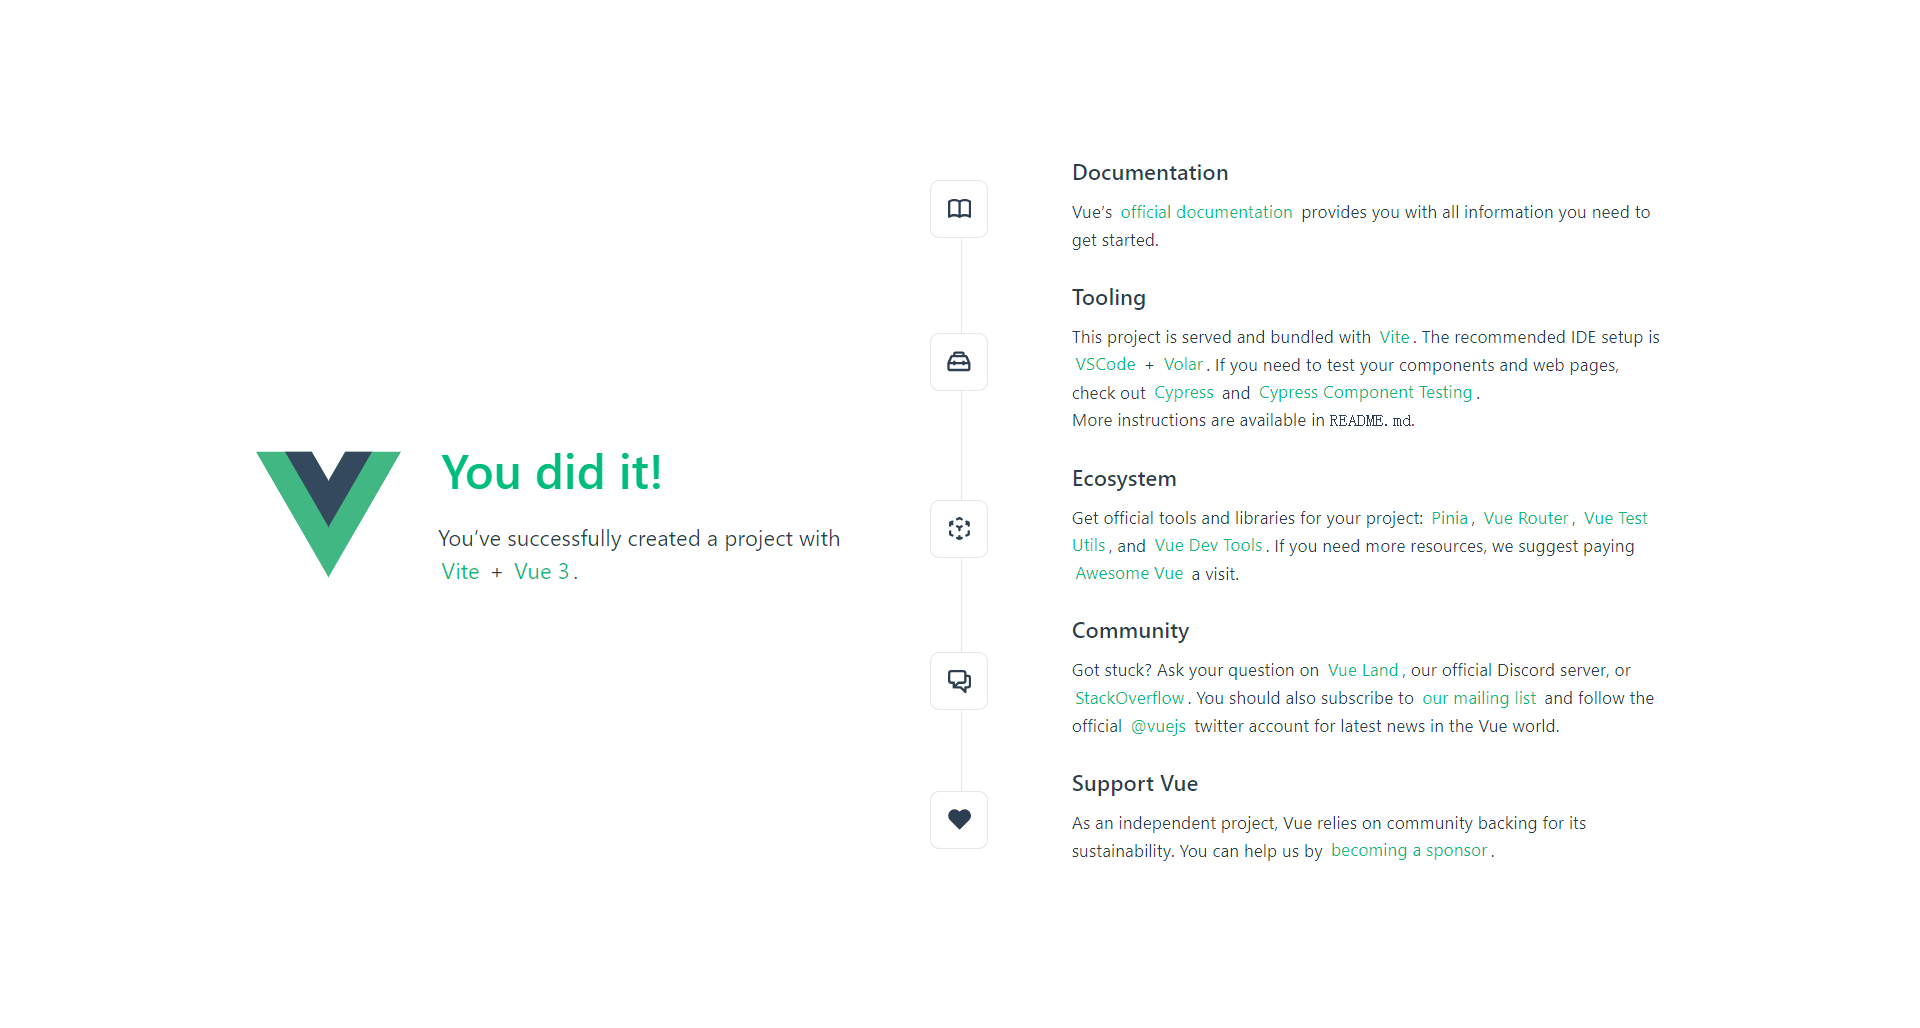 You did it!
You’ve successfully created a project with
Vite + Vue 3.
Documentation
Vue’s official documentation provides you with all information you need to
get started.
Tooling
This project is served and bundled with Vite. The recommended IDE setup is
VSCode + Volar. If you need to test your components and web pages,
check out Cypress and Cypress Component Testing.
More instructions are available in README.md.
Ecosystem
Get official tools and libraries for your project: Pinia, Vue Router, Vue Test
Utils, and Vue Dev Tools. If you need more resources, we suggest paying
Awesome Vue a visit.
Community
Got stuck? Ask your question on Vue Land, our official Discord server, or
StackOverflow. You should also subscribe to our mailing list and follow the
official @vuejs twitter account for latest news in the Vue world.
Support Vue
As an independent project, Vue relies on community backing for its
sustainability. You can help us by becoming a sponsor.